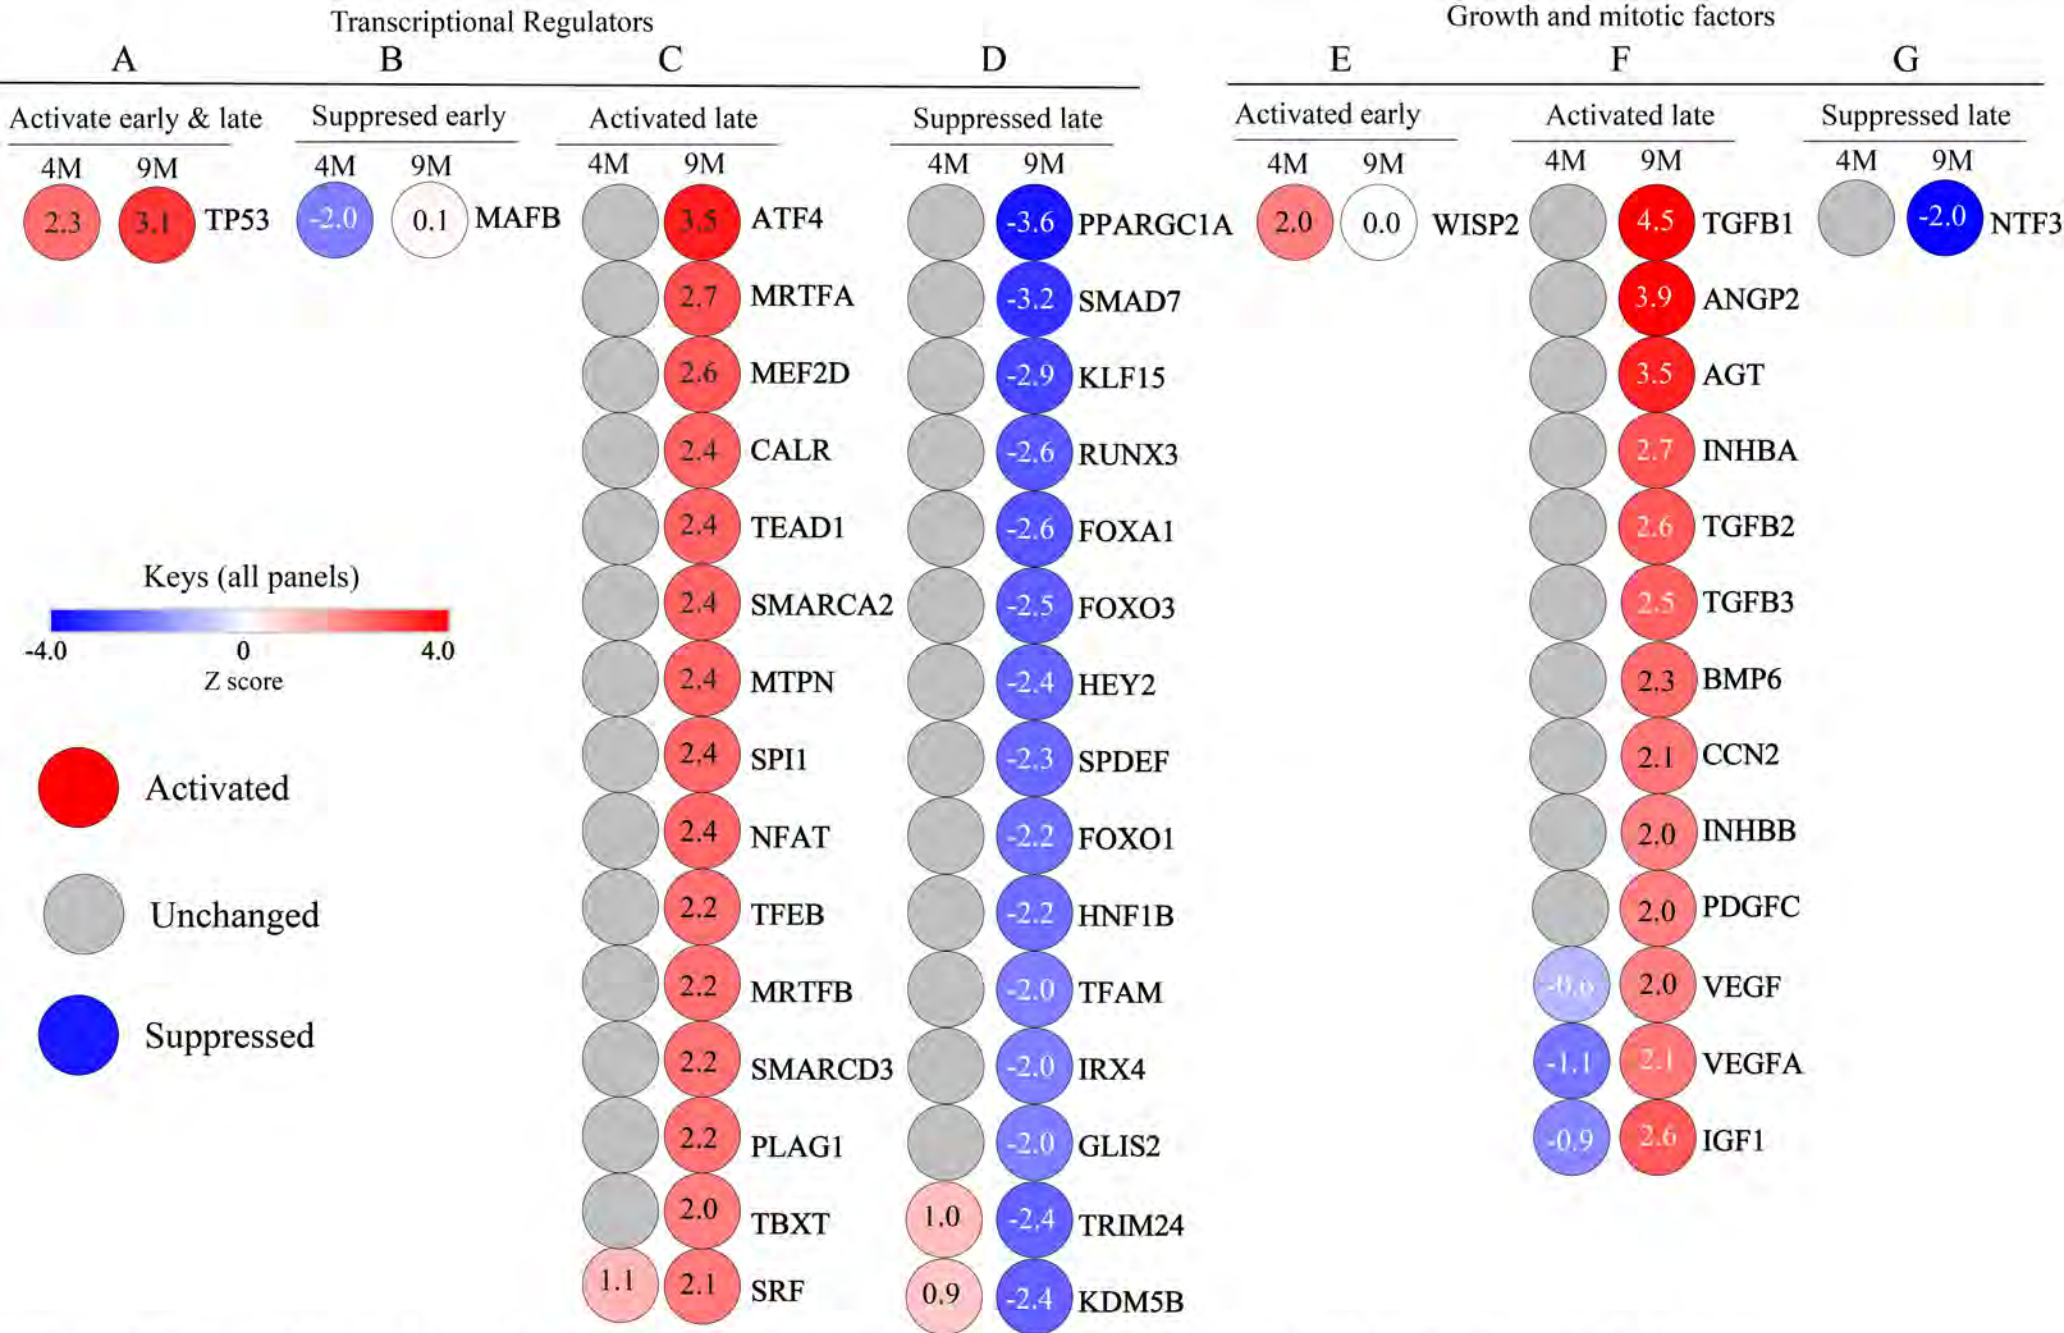 Transcriptional Regulators
Growth and mitotic factors
A B C D E F G
Activate early & late
4M 9M
2.3 3.1 TP53
Suppresed early
4M 9M
-2.0 0.1 MAFB
Activated late
4M 9M
3.5 ATF4
2.7 MRTFA
2.6 MEF2D
2.4 CALR
2.4 TEAD1
2.4 SMARCA2
2.4 MTPN
2.4 SPI1
2.4 NFAT
2.2 TFEB
2.2 MRTFB
2.2 SMARCD3
2.2 PLAG1
2.0 TBXT
1.1 2.1 SRF
Suppressed late
4M 9M
-3.6 PPARGC1A
-3.2 SMAD7
-2.9 KLF15
-2.6 RUNX3
-2.6 FOXA1
-2.5 FOXO3
-2.4 HEY2
-2.3 SPDEF
-2.2 FOXO1
-2.2 HNF1B
-2.0 TFAM
-2.0 IRX4
-2.0 GLIS2
1.0 -2.4 TRIM24
0.9 -2.4 KDM5B
Activated early
4M 9M
2.0 0.0 WISP2
Activated late
4M 9M
4.5 TGFB1
3.9 ANGP2
3.5 AGT
2.7 INHBA
2.6 TGFB2
2.5 TGFB3
2.3 BMP6
2.1 CCN2
2.0 INHBB
2.0 PDGFC
-0.6 2.0 VEGF
-1.1 2.1 VEGFA
-0.9 2.6 IGF1
Suppressed late
4M 9M
-2.0 NTF3
Keys (all panels)
-4.0 0 4.0
Z score
Activated
Unchanged
Suppressed